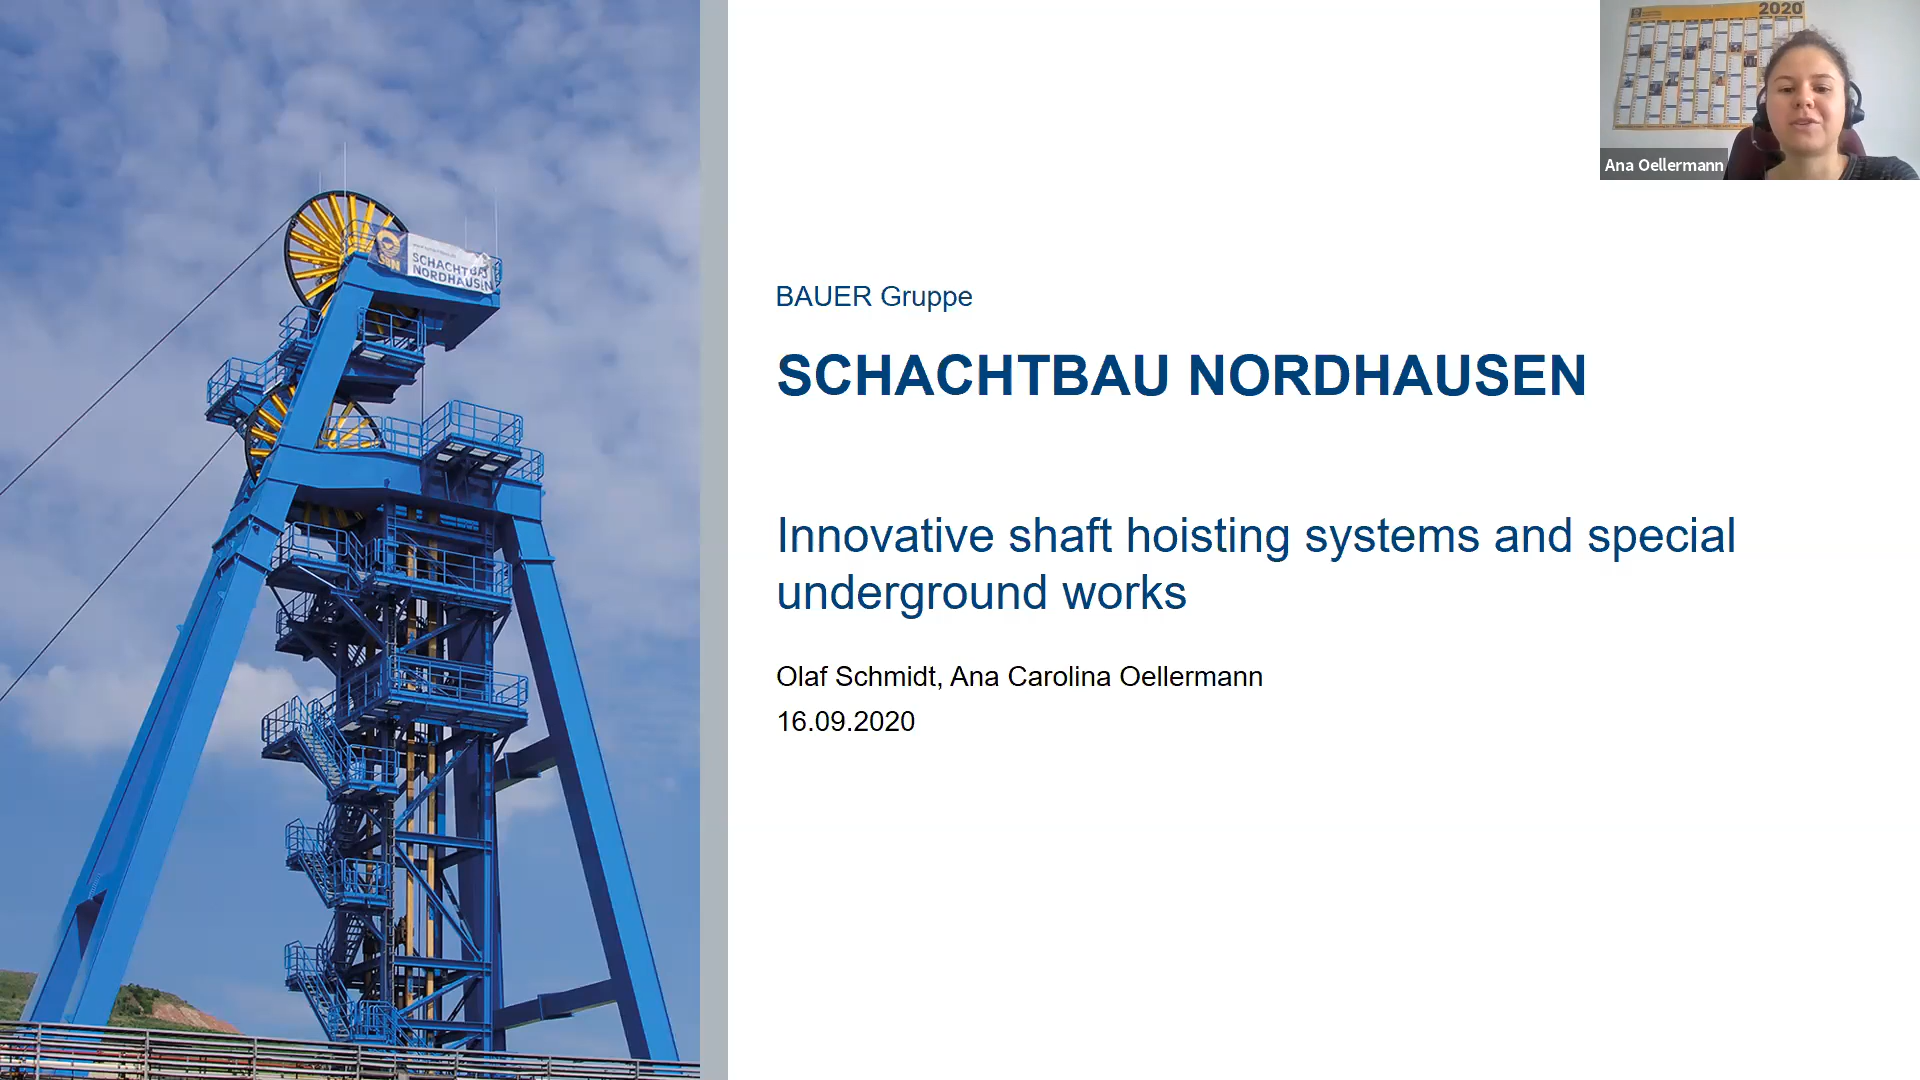 2020
Ana Oellermann
SCHACHTBAU
NORDHAUSEN
BAUER Gruppe
SCHACHTBAU NORDHAUSEN
Innovative shaft hoisting systems and special
underground works
Olaf Schmidt, Ana Carolina Oellermann
16.09.2020